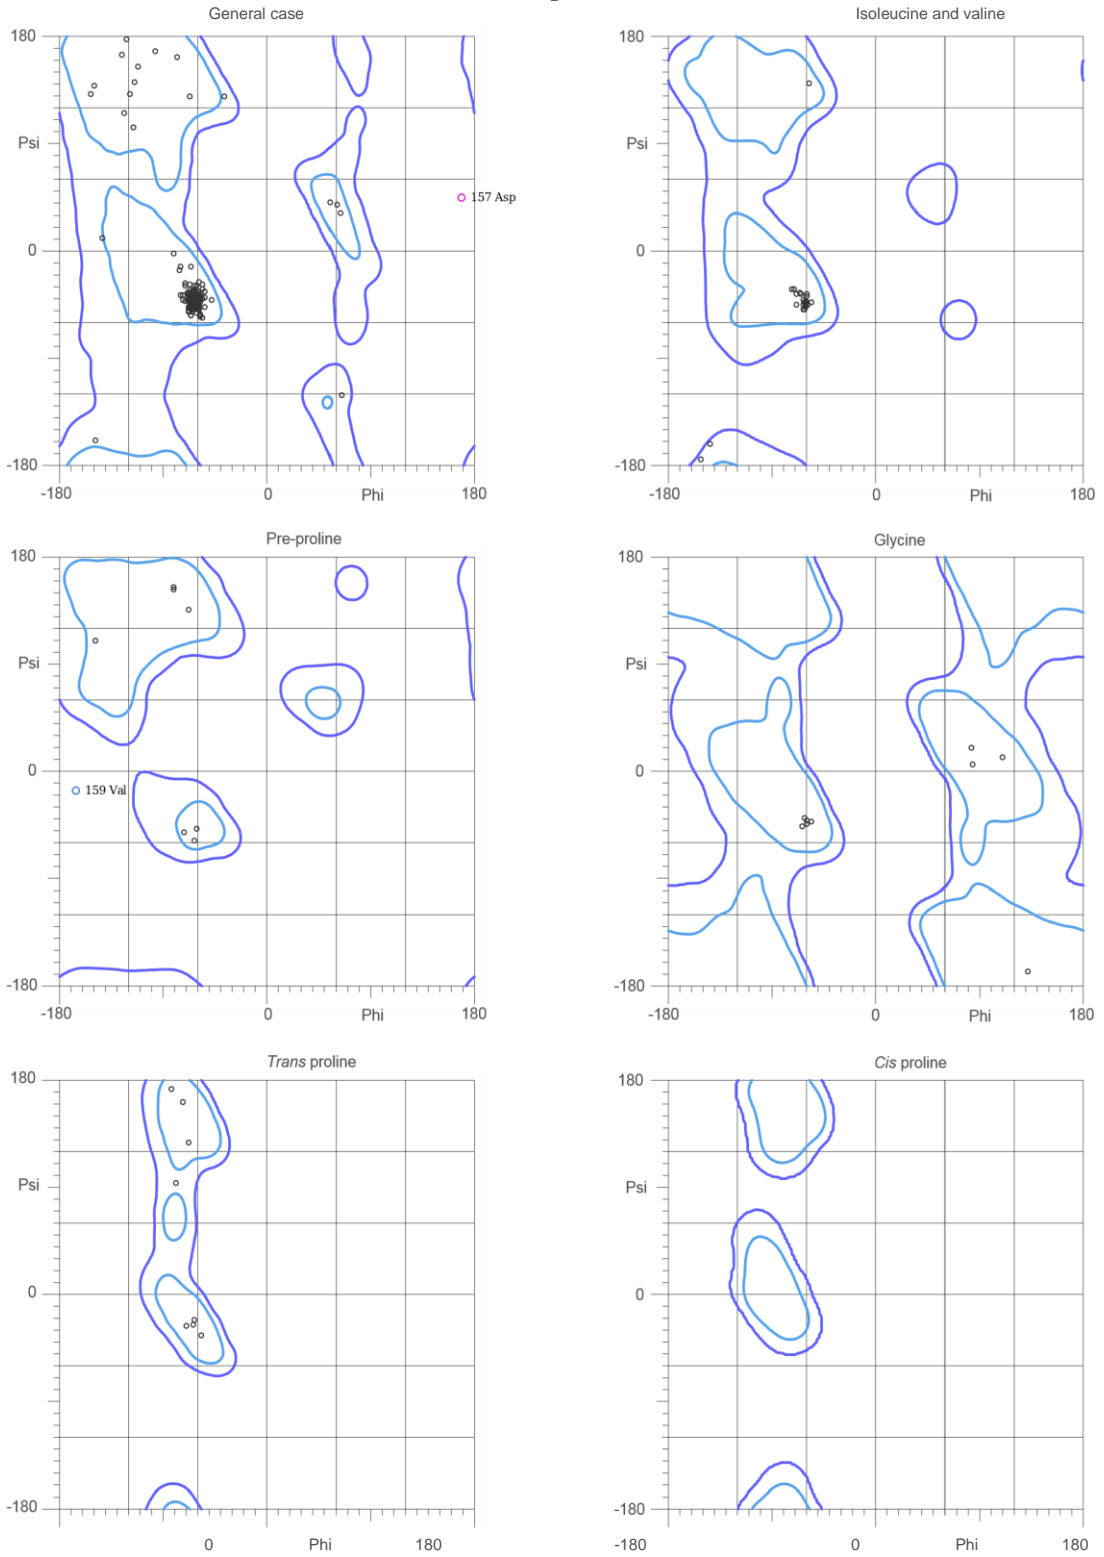 General case
180
Psi
0
-180
-180
0
Phi
180
157 Asp
Isoleucine and valine
180
Psi
0
-180
-180
0
Phi
180
Pre-proline
180
Psi
0
-180
-180
0
Phi
180
159 Val
Glycine
180
Psi
0
-180
-180
0
Phi
180
Trans proline
180
Psi
0
-180
0
Phi
180
Cis proline
180
Psi
0
-180
-180
0
Phi
180